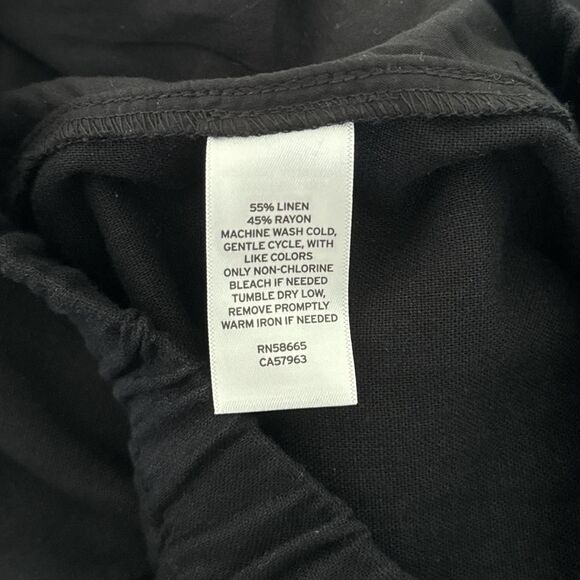 55% LINEN
45% RAYON
MACHINE WASH COLD,
GENTLE CYCLE, WITH
LIKE COLORS
ONLY NON-CHLORINE
BLEACH IF NEEDED
TUMBLE DRY LOW,
REMOVE PROMPTLY
WARM IRON IF NEEDED
RN58665
CA57963